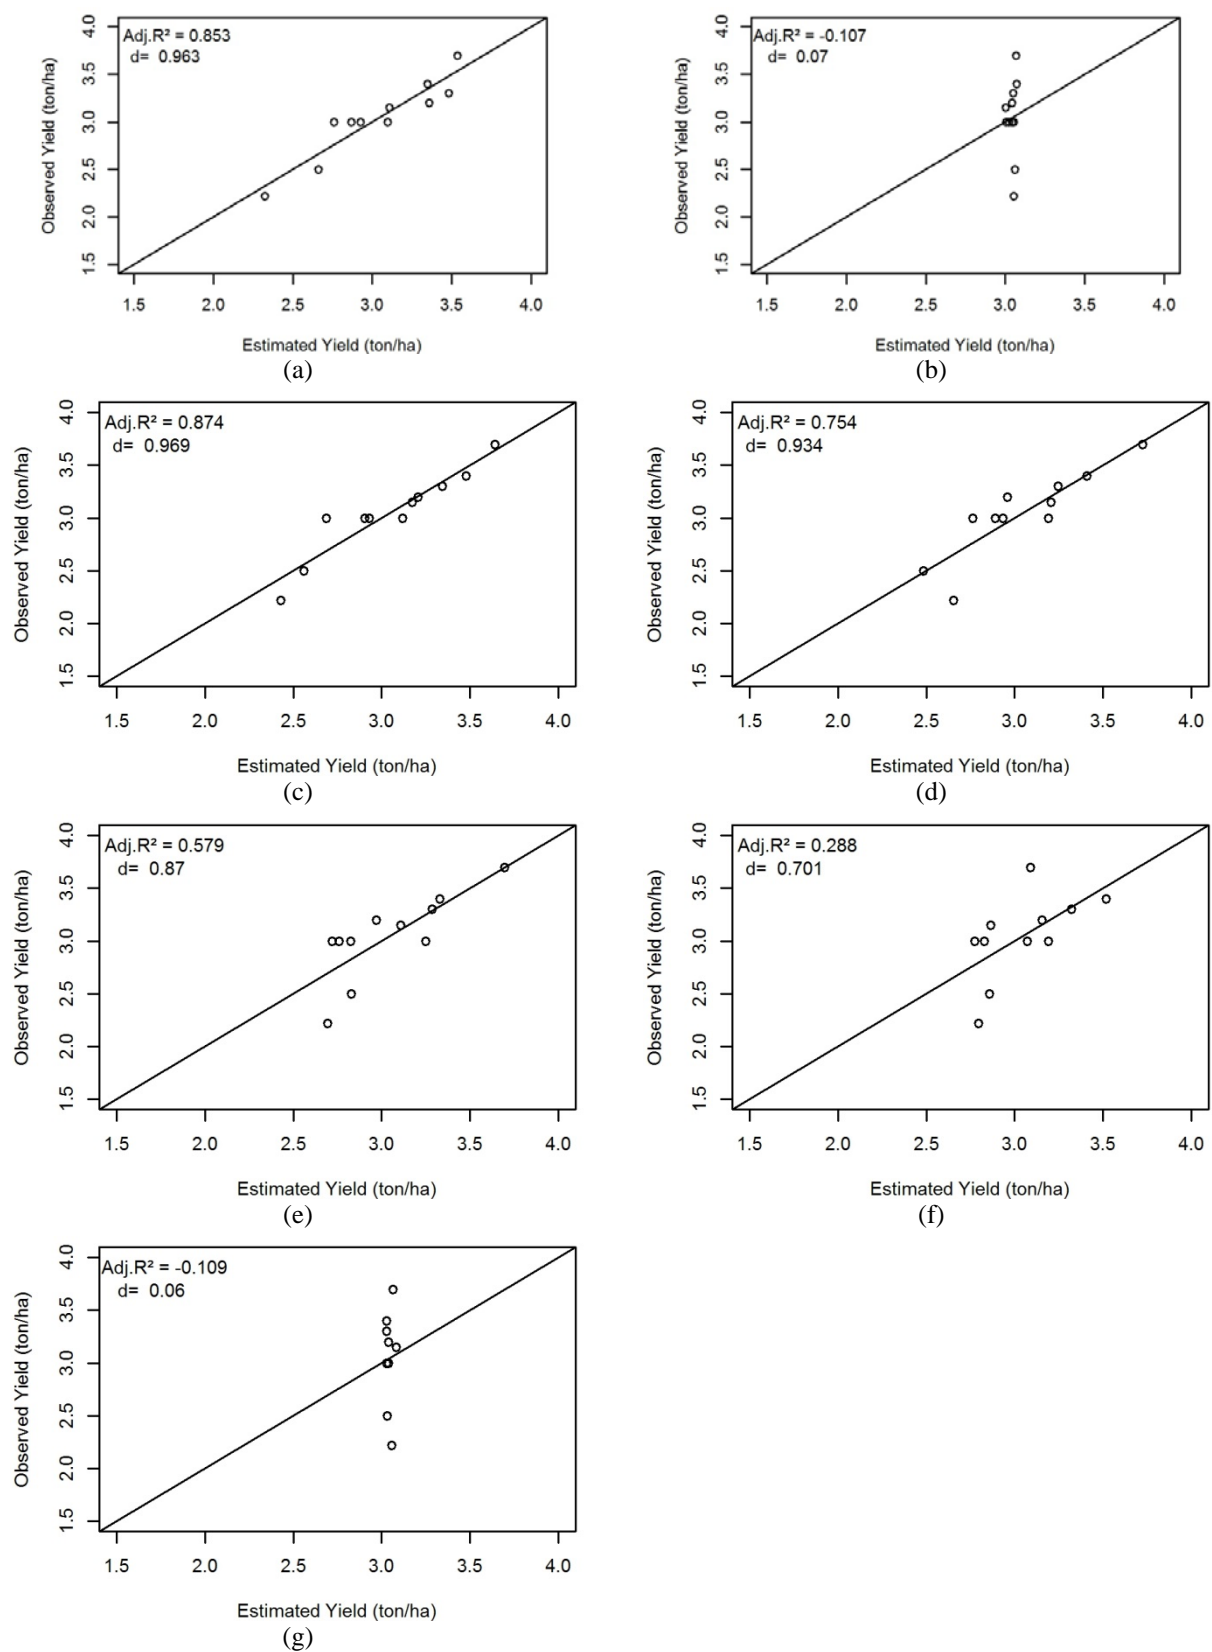 Adj.R² = 0.853
d= 0.963
Observed Yield (ton/ha)
4.0
3.5
3.0
2.5
2.0
1.5
1.5 2.0 2.5 3.0 3.5 4.0
Estimated Yield (ton/ha)
(a)
Adj.R² = -0.107
d= 0.07
Observed Yield (ton/ha)
4.0
3.5
3.0
2.5
2.0
1.5
1.5 2.0 2.5 3.0 3.5 4.0
Estimated Yield (ton/ha)
(b)
Adj.R² = 0.874
d= 0.969
Observed Yield (ton/ha)
4.0
3.5
3.0
2.5
2.0
1.5
1.5 2.0 2.5 3.0 3.5 4.0
Estimated Yield (ton/ha)
(c)
Adj.R² = 0.754
d= 0.934
Observed Yield (ton/ha)
4.0
3.5
3.0
2.5
2.0
1.5
1.5 2.0 2.5 3.0 3.5 4.0
Estimated Yield (ton/ha)
(d)
Adj.R² = 0.579
d= 0.87
Observed Yield (ton/ha)
4.0
3.5
3.0
2.5
2.0
1.5
1.5 2.0 2.5 3.0 3.5 4.0
Estimated Yield (ton/ha)
(e)
Adj.R² = 0.288
d= 0.701
Observed Yield (ton/ha)
4.0
3.5
3.0
2.5
2.0
1.5
1.5 2.0 2.5 3.0 3.5 4.0
Estimated Yield (ton/ha)
(f)
Adj.R² = -0.109
d= 0.06
Observed Yield (ton/ha)
4.0
3.5
3.0
2.5
2.0
1.5
1.5 2.0 2.5 3.0 3.5 4.0
Estimated Yield (ton/ha)
(g)